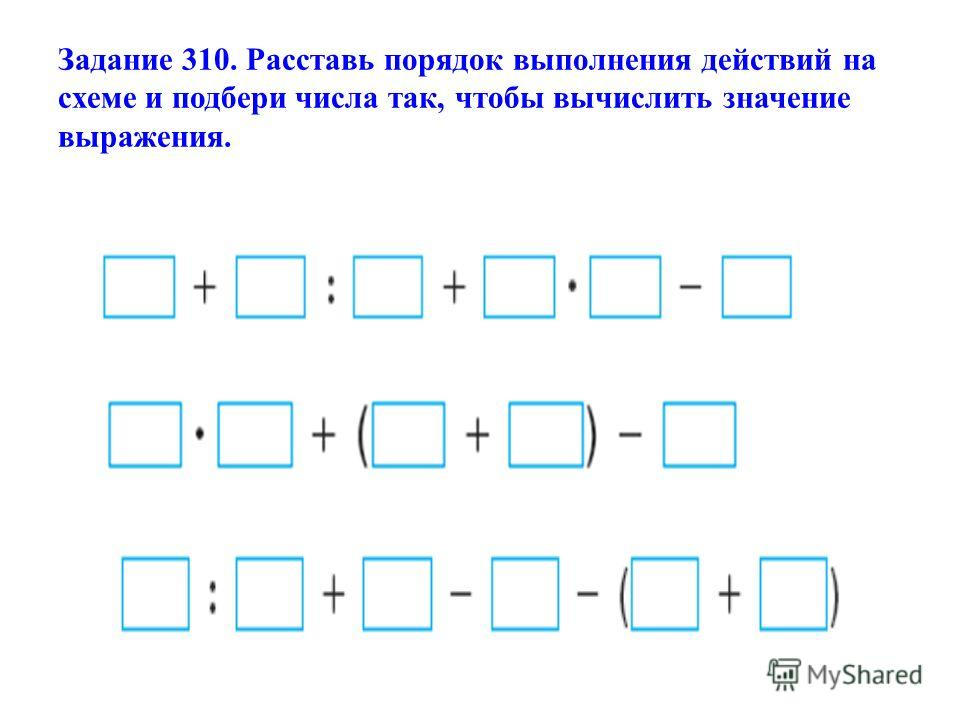 Задание 310. Расставь порядок выполнения действий на
схеме и подбери числа так, чтобы вычислить значение
выражения.
□ + □ : □ + □ · □ − □
□ · □ + (□ + □) − □
□ : □ + □ − □ − (□ + □)
MyShared